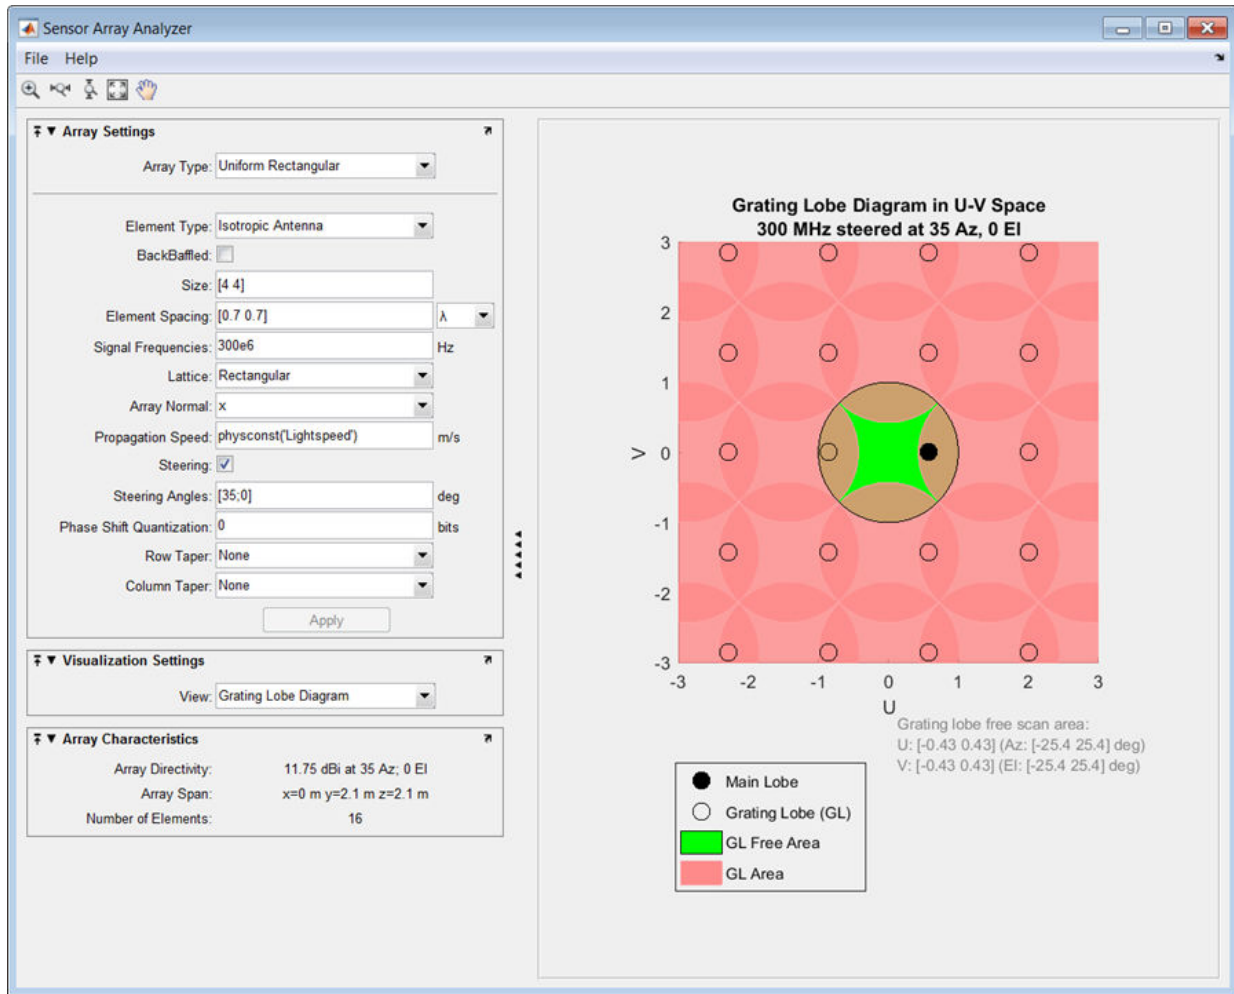 Sensor Array Analyzer
File Help
Array Settings
Array Type: Uniform Rectangular
Element Type: Isotropic Antenna
BackBaffled:
Size: [4 4]
Element Spacing: [0.7 0.7] λ
Signal Frequencies: 300e6 Hz
Lattice: Rectangular
Array Normal: x
Propagation Speed: physconst('Lightspeed') m/s
Steering:
Steering Angles: [35;0] deg
Phase Shift Quantization: 0 bits
Row Taper: None
Column Taper: None
Apply
Visualization Settings
View: Grating Lobe Diagram
Array Characteristics
Array Directivity: 11.75 dBi at 35 Az; 0 El
Array Span: x=0 m y=2.1 m z=2.1 m
Number of Elements: 16
Grating Lobe Diagram in U-V Space
300 MHz steered at 35 Az, 0 El
3
2
1
V 0
-1
-2
-3
-3 -2 -1 0 1 2 3
U
Grating lobe free scan area:
U: [-0.43 0.43] (Az: [-25.4 25.4] deg)
V: [-0.43 0.43] (El: [-25.4 25.4] deg)
Main Lobe
Grating Lobe (GL)
GL Free Area
GL Area